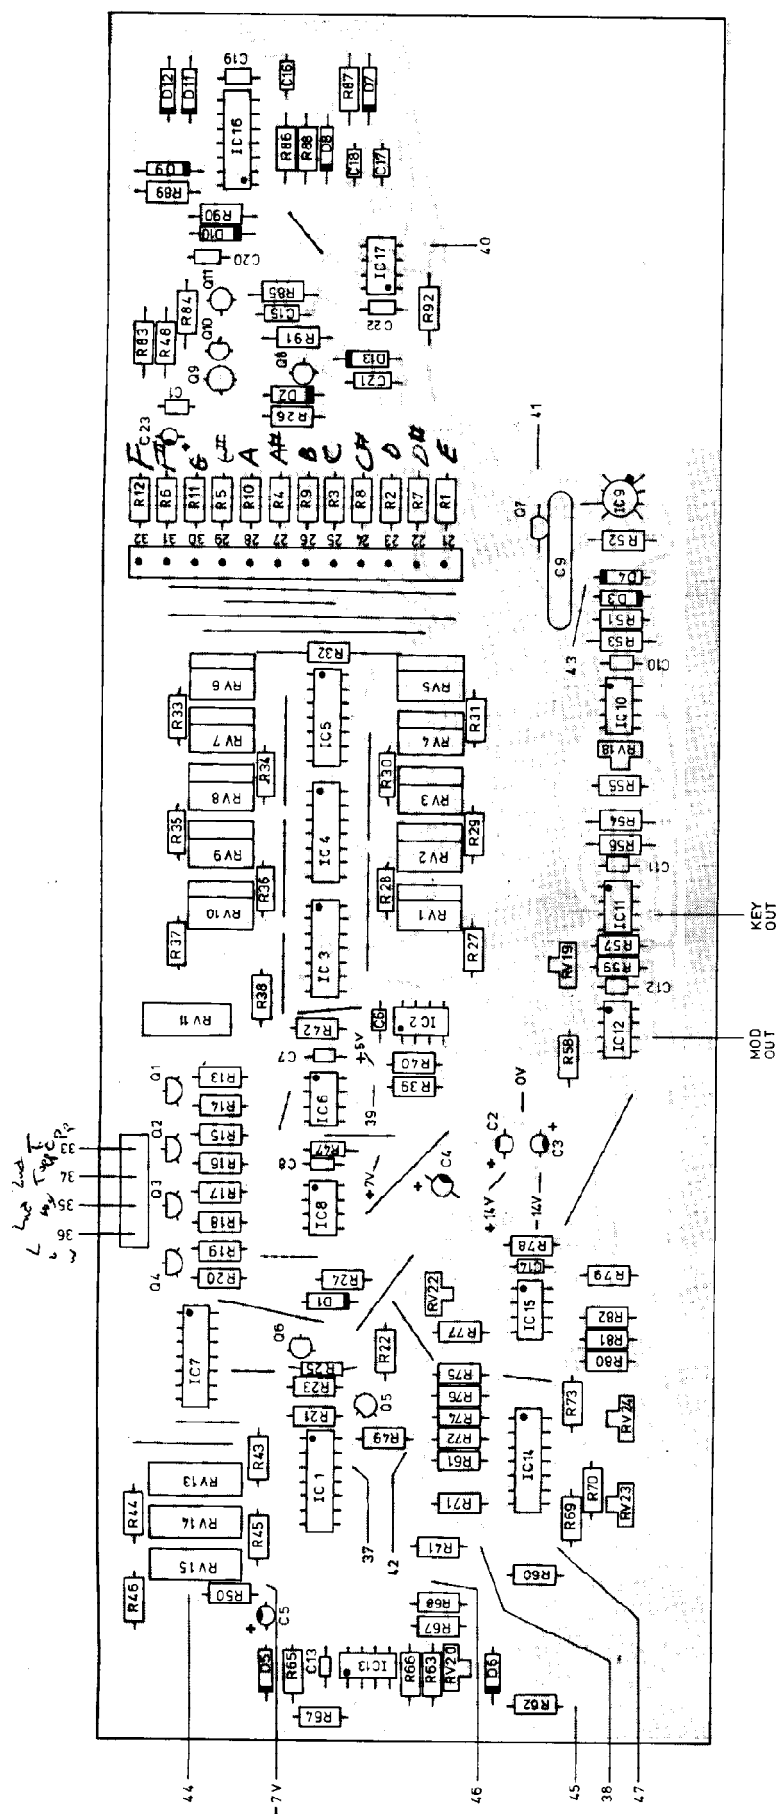 C19
D12
D11
C16
R87
D7
IC16
R86
R88
D8
C18
C17
D9
R89
R90
D10
C20
IC17
40
Q11
R85
C15
C22
R92
R84
R83
R48
Q10
R91
D13
Q9
Q8
C21
D2
R26
C1
C23
+
41
F
F#
G
A
A#
B
C
C#
D
D#
E
R12
R6
R11
R5
R10
R4
R9
R3
R8
R2
R7
R1
32
31
30
29
28
27
26
25
24
23
22
21
Q7
C9
IC9
R52
D4
D3
R51
R53
43
C10
R32
RV6
RV5
IC5
R33
R31
IC10
RV7
RV4
RV18
R34
R30
RV8
RV3
R55
R35
IC4
R29
R54
RV9
RV2
R56
C11
R36
R28
RV10
RV1
IC11
KEY
OUT
R37
IC3
R27
R57
RV19
R59
C12
R38
RV11
R42
C6
IC2
IC12
MOD
OUT
+5V
C7
R40
R58
Q1
R13
R39
IC6
39
0V
R14
C2
Q2
R15
C3
+
+
33
R47
R16
C8
34
+7V
C4
+
R17
Q3
35
IC8
+14V
-14V
R18
36
R19
R78
Q4
R20
R24
C14
R79
D1
RV22
IC15
IC7
Q6
R77
R82
R22
R81
R25
R80
R23
R75
R76
R73
Q5
R21
R74
RV24
R49
R72
R43
R61
IC14
IC1
RV13
R70
R44
R71
RV23
RV14
37
42
R69
R45
R41
RV15
R60
R46
R50
C5
+
R68
R67
D5
R65
C13
IC13
R66
R63
RV20
D6
R64
R62
44
-7V
46
45
38
47